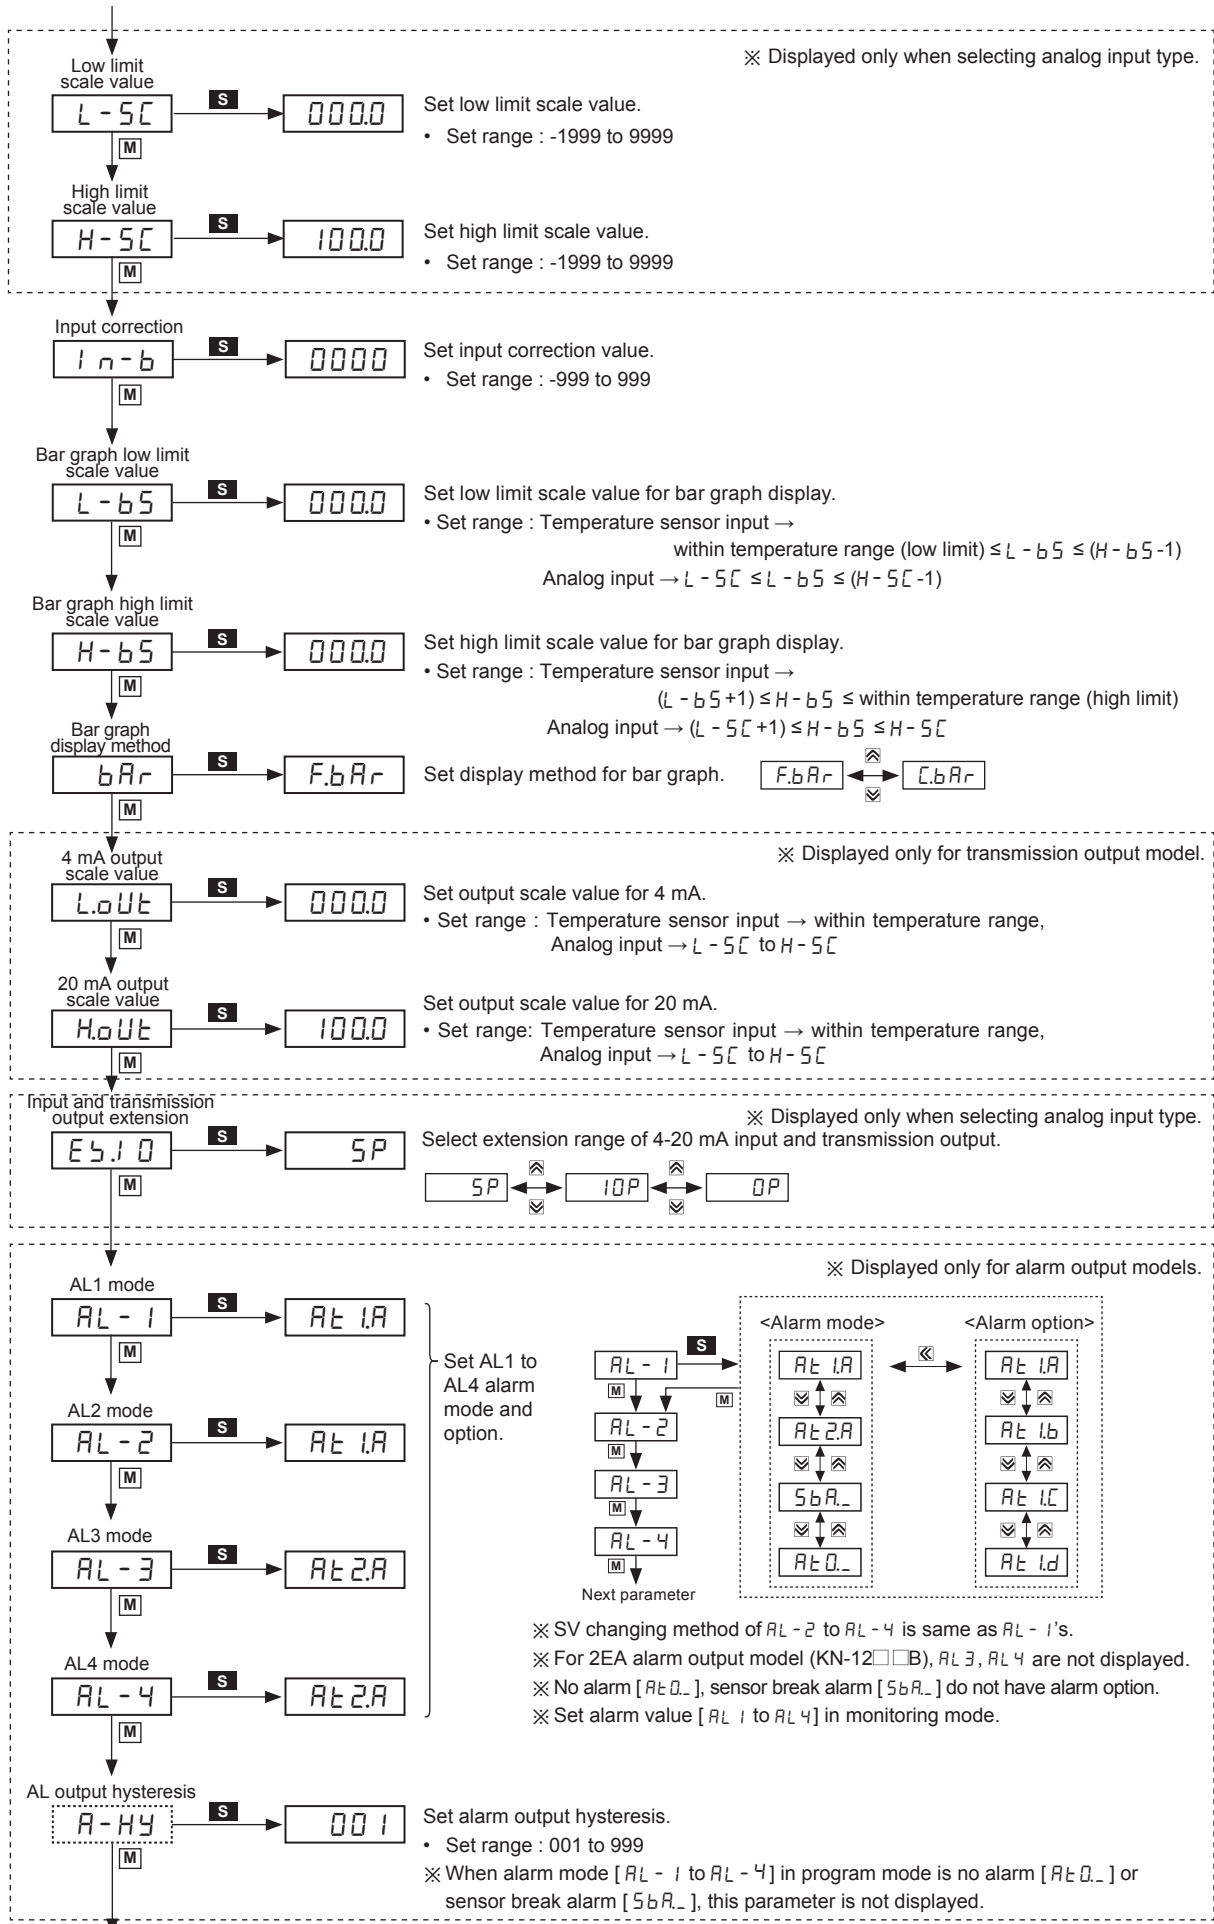 ※ Displayed only when selecting analog input type.
Low limit
scale value
L-SC
S
000.0
Set low limit scale value.
• Set range : -1999 to 9999
M
High limit
scale value
H-SC
S
100.0
Set high limit scale value.
• Set range : -1999 to 9999
M
Input correction
In-b
S
0000
Set input correction value.
• Set range : -999 to 999
M
Bar graph low limit
scale value
L-bS
S
000.0
Set low limit scale value for bar graph display.
• Set range : Temperature sensor input →
within temperature range (low limit) ≤ L-bS ≤ (H-bS-1)
Analog input → L-SC ≤ L-bS ≤ (H-SC-1)
M
Bar graph high limit
scale value
H-bS
S
000.0
Set high limit scale value for bar graph display.
• Set range : Temperature sensor input →
(L-bS+1) ≤ H-bS ≤ within temperature range (high limit)
Analog input → (L-SC+1) ≤ H-bS ≤ H-SC
M
Bar graph
display method
bAr
S
F.bAr
Set display method for bar graph.
F.bAr
C.bAr
M
※ Displayed only for transmission output model.
4 mA output
scale value
L.oUt
S
000.0
Set output scale value for 4 mA.
• Set range : Temperature sensor input → within temperature range,
Analog input → L-SC to H-SC
M
20 mA output
scale value
H.oUt
S
100.0
Set output scale value for 20 mA.
• Set range: Temperature sensor input → within temperature range,
Analog input → L-SC to H-SC
M
※ Displayed only when selecting analog input type.
Input and transmission
output extension
ES.IO
S
5P
Select extension range of 4-20 mA input and transmission output.
5P
10P
0P
M
※ Displayed only for alarm output models.
AL1 mode
AL-1
S
At1.A
M
AL2 mode
AL-2
S
At1.A
M
AL3 mode
AL-3
S
At2.A
M
AL4 mode
AL-4
S
At2.A
M
Set AL1 to
AL4 alarm
mode and
option.
<Alarm mode>
<Alarm option>
AL-1
S
M
AL-2
M
M
AL-3
M
AL-4
M
Next parameter
At1.A
At2.A
SbA._
At0._
At1.A
At1.b
At1.C
At1.d
※ SV changing method of AL-2 to AL-4 is same as AL-1's.
※ For 2EA alarm output model (KN-12□□B), AL3, AL4 are not displayed.
※ No alarm [At0._], sensor break alarm [SbA._] do not have alarm option.
※ Set alarm value [AL1 to AL4] in monitoring mode.
AL output hysteresis
A-HY
S
001
Set alarm output hysteresis.
• Set range : 001 to 999
※ When alarm mode [AL-1 to AL-4] in program mode is no alarm [At0._] or
sensor break alarm [SbA._], this parameter is not displayed.
M